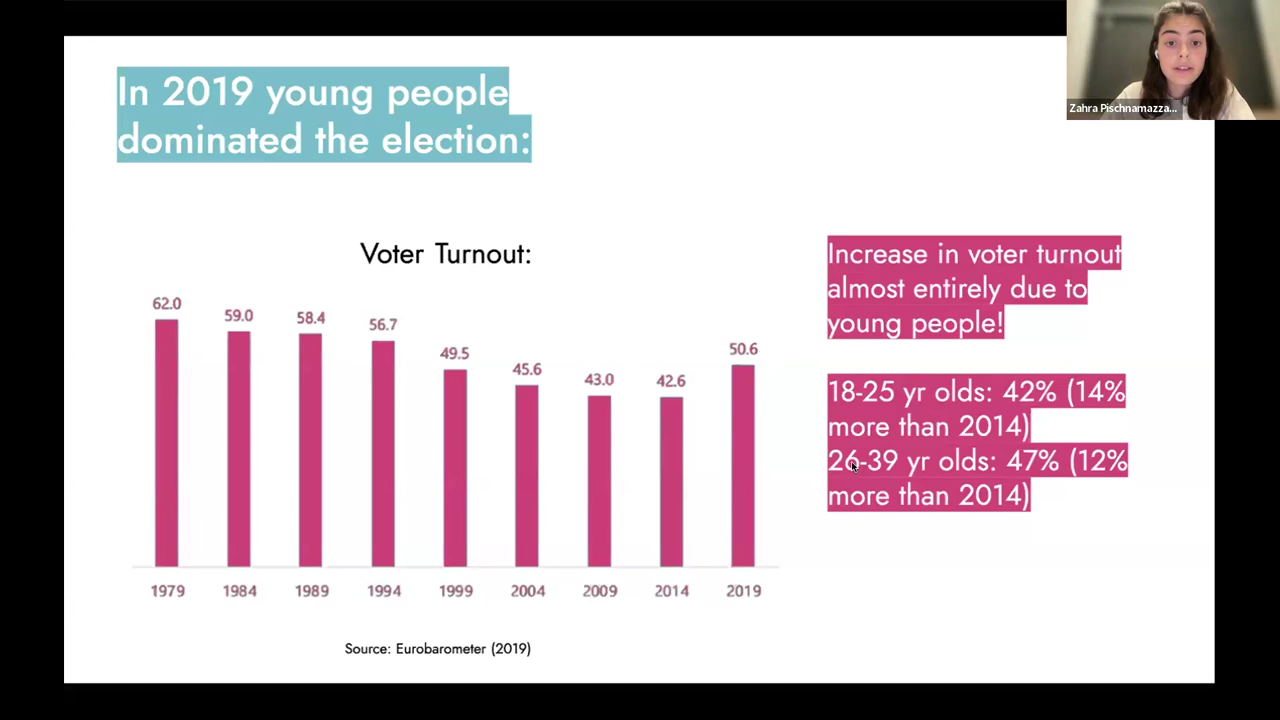 In 2019 young people
dominated the election:
Zahra Pischnamazza...
Voter Turnout:
62.0
59.0
58.4
56.7
49.5
45.6
43.0
42.6
50.6
1979
1984
1989
1994
1999
2004
2009
2014
2019
Source: Eurobarometer (2019)
Increase in voter turnout
almost entirely due to
young people!
18-25 yr olds: 42% (14%
more than 2014)
26-39 yr olds: 47% (12%
more than 2014)